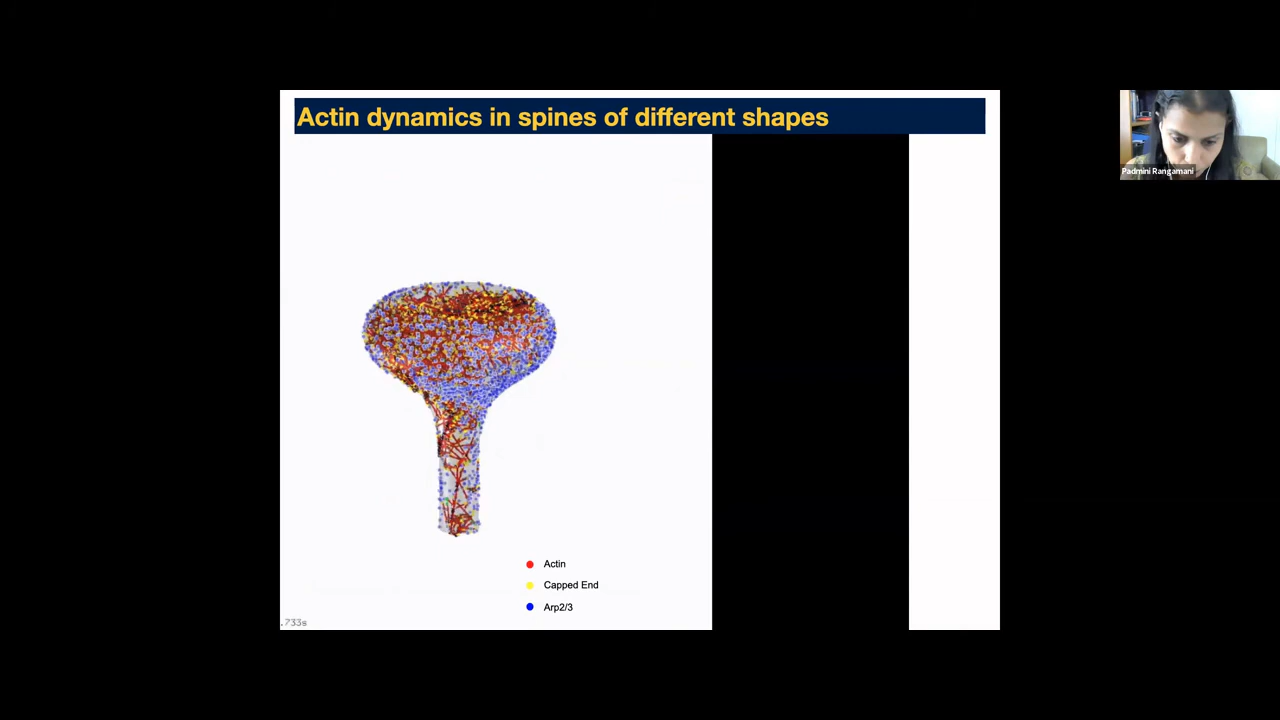 Actin dynamics in spines of different shapes
Padmini Rangamani
Actin
Capped End
Arp2/3
.733s